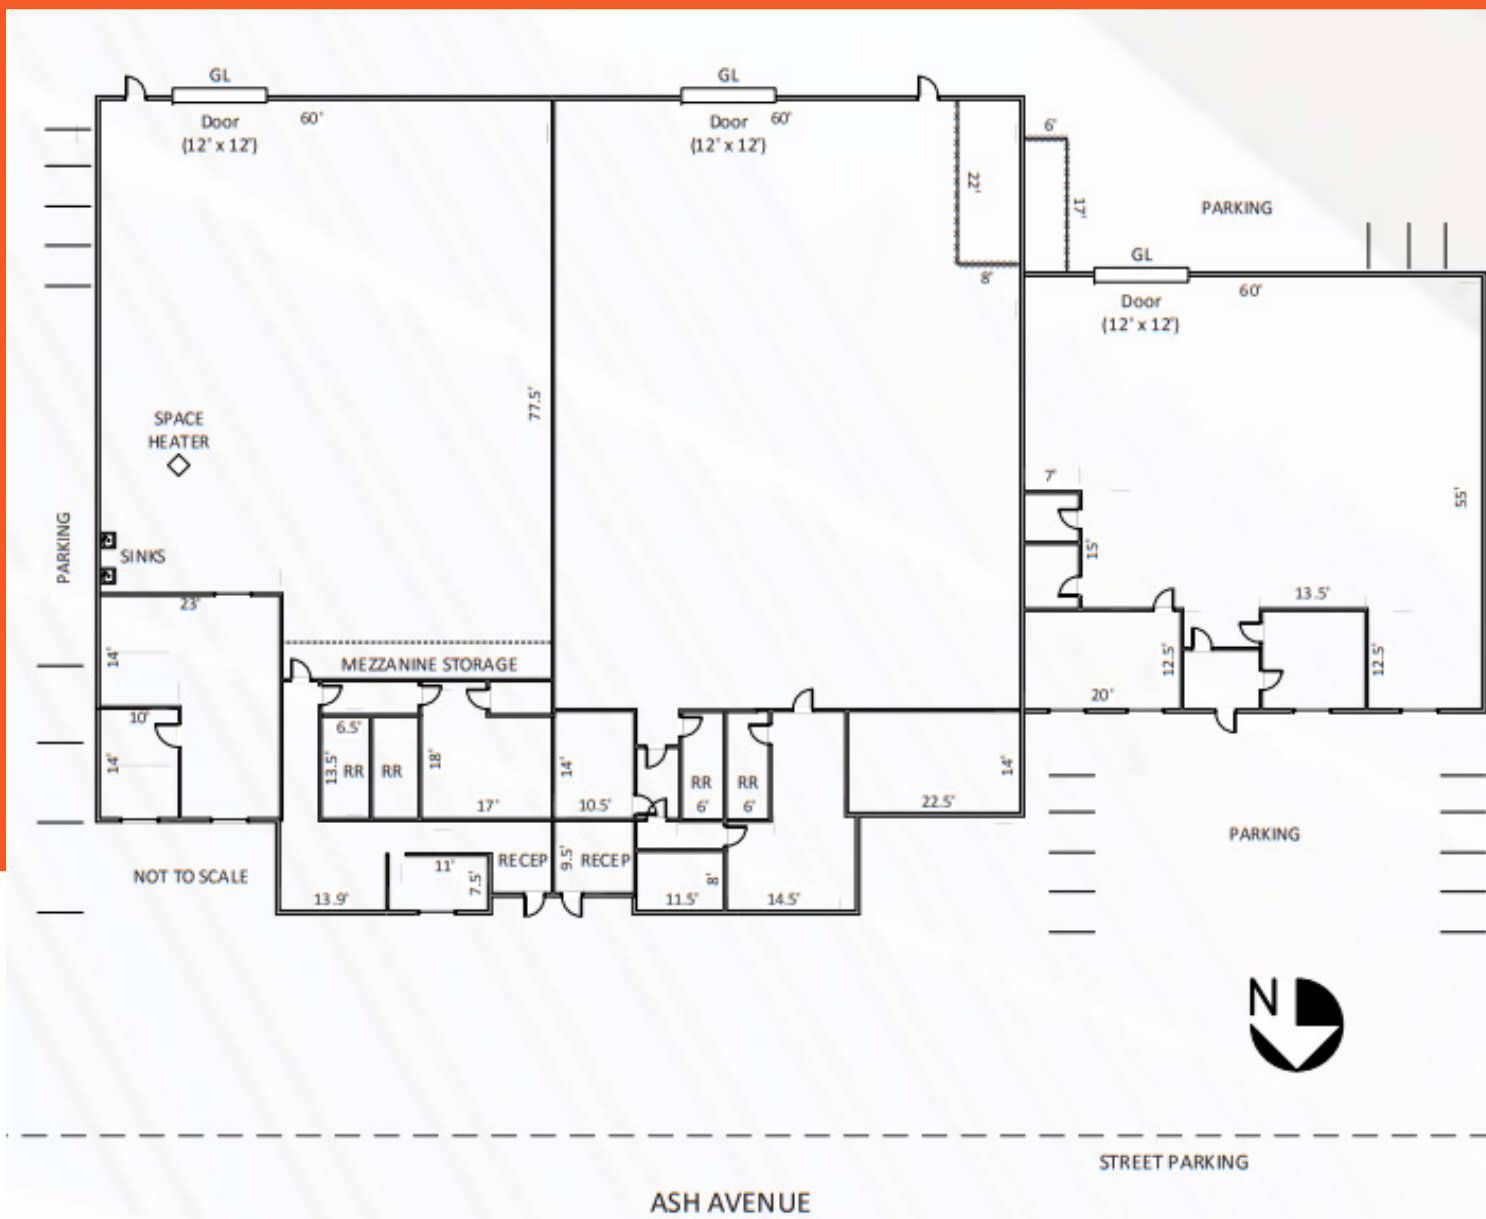 GL
GL
Door 60'
(12' x 12')
Door 60'
(12' x 12')
6'
22'
17'
PARKING
GL
8'
60'
Door
(12' x 12')
77.5'
SPACE
HEATER
7'
55'
PARKING
SINKS
15'
23'
13.5'
14'
MEZZANINE STORAGE
12.5'
12.5'
20'
10'
6.5'
14'
13.5'
RR
RR
18'
14'
14'
RR
RR
17'
10.5'
6'
6'
22.5'
PARKING
RECEP
9.5'
RECEP
11'
7.5'
8'
NOT TO SCALE
13.9'
11.5'
14.5'
N
STREET PARKING
ASH AVENUE